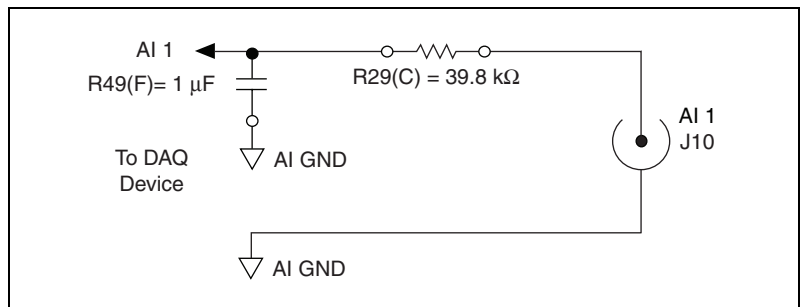 AI 1
R49(F)= 1 μF
R29(C) = 39.8 kΩ
AI 1
J10
To DAQ
Device
AI GND
AI GND